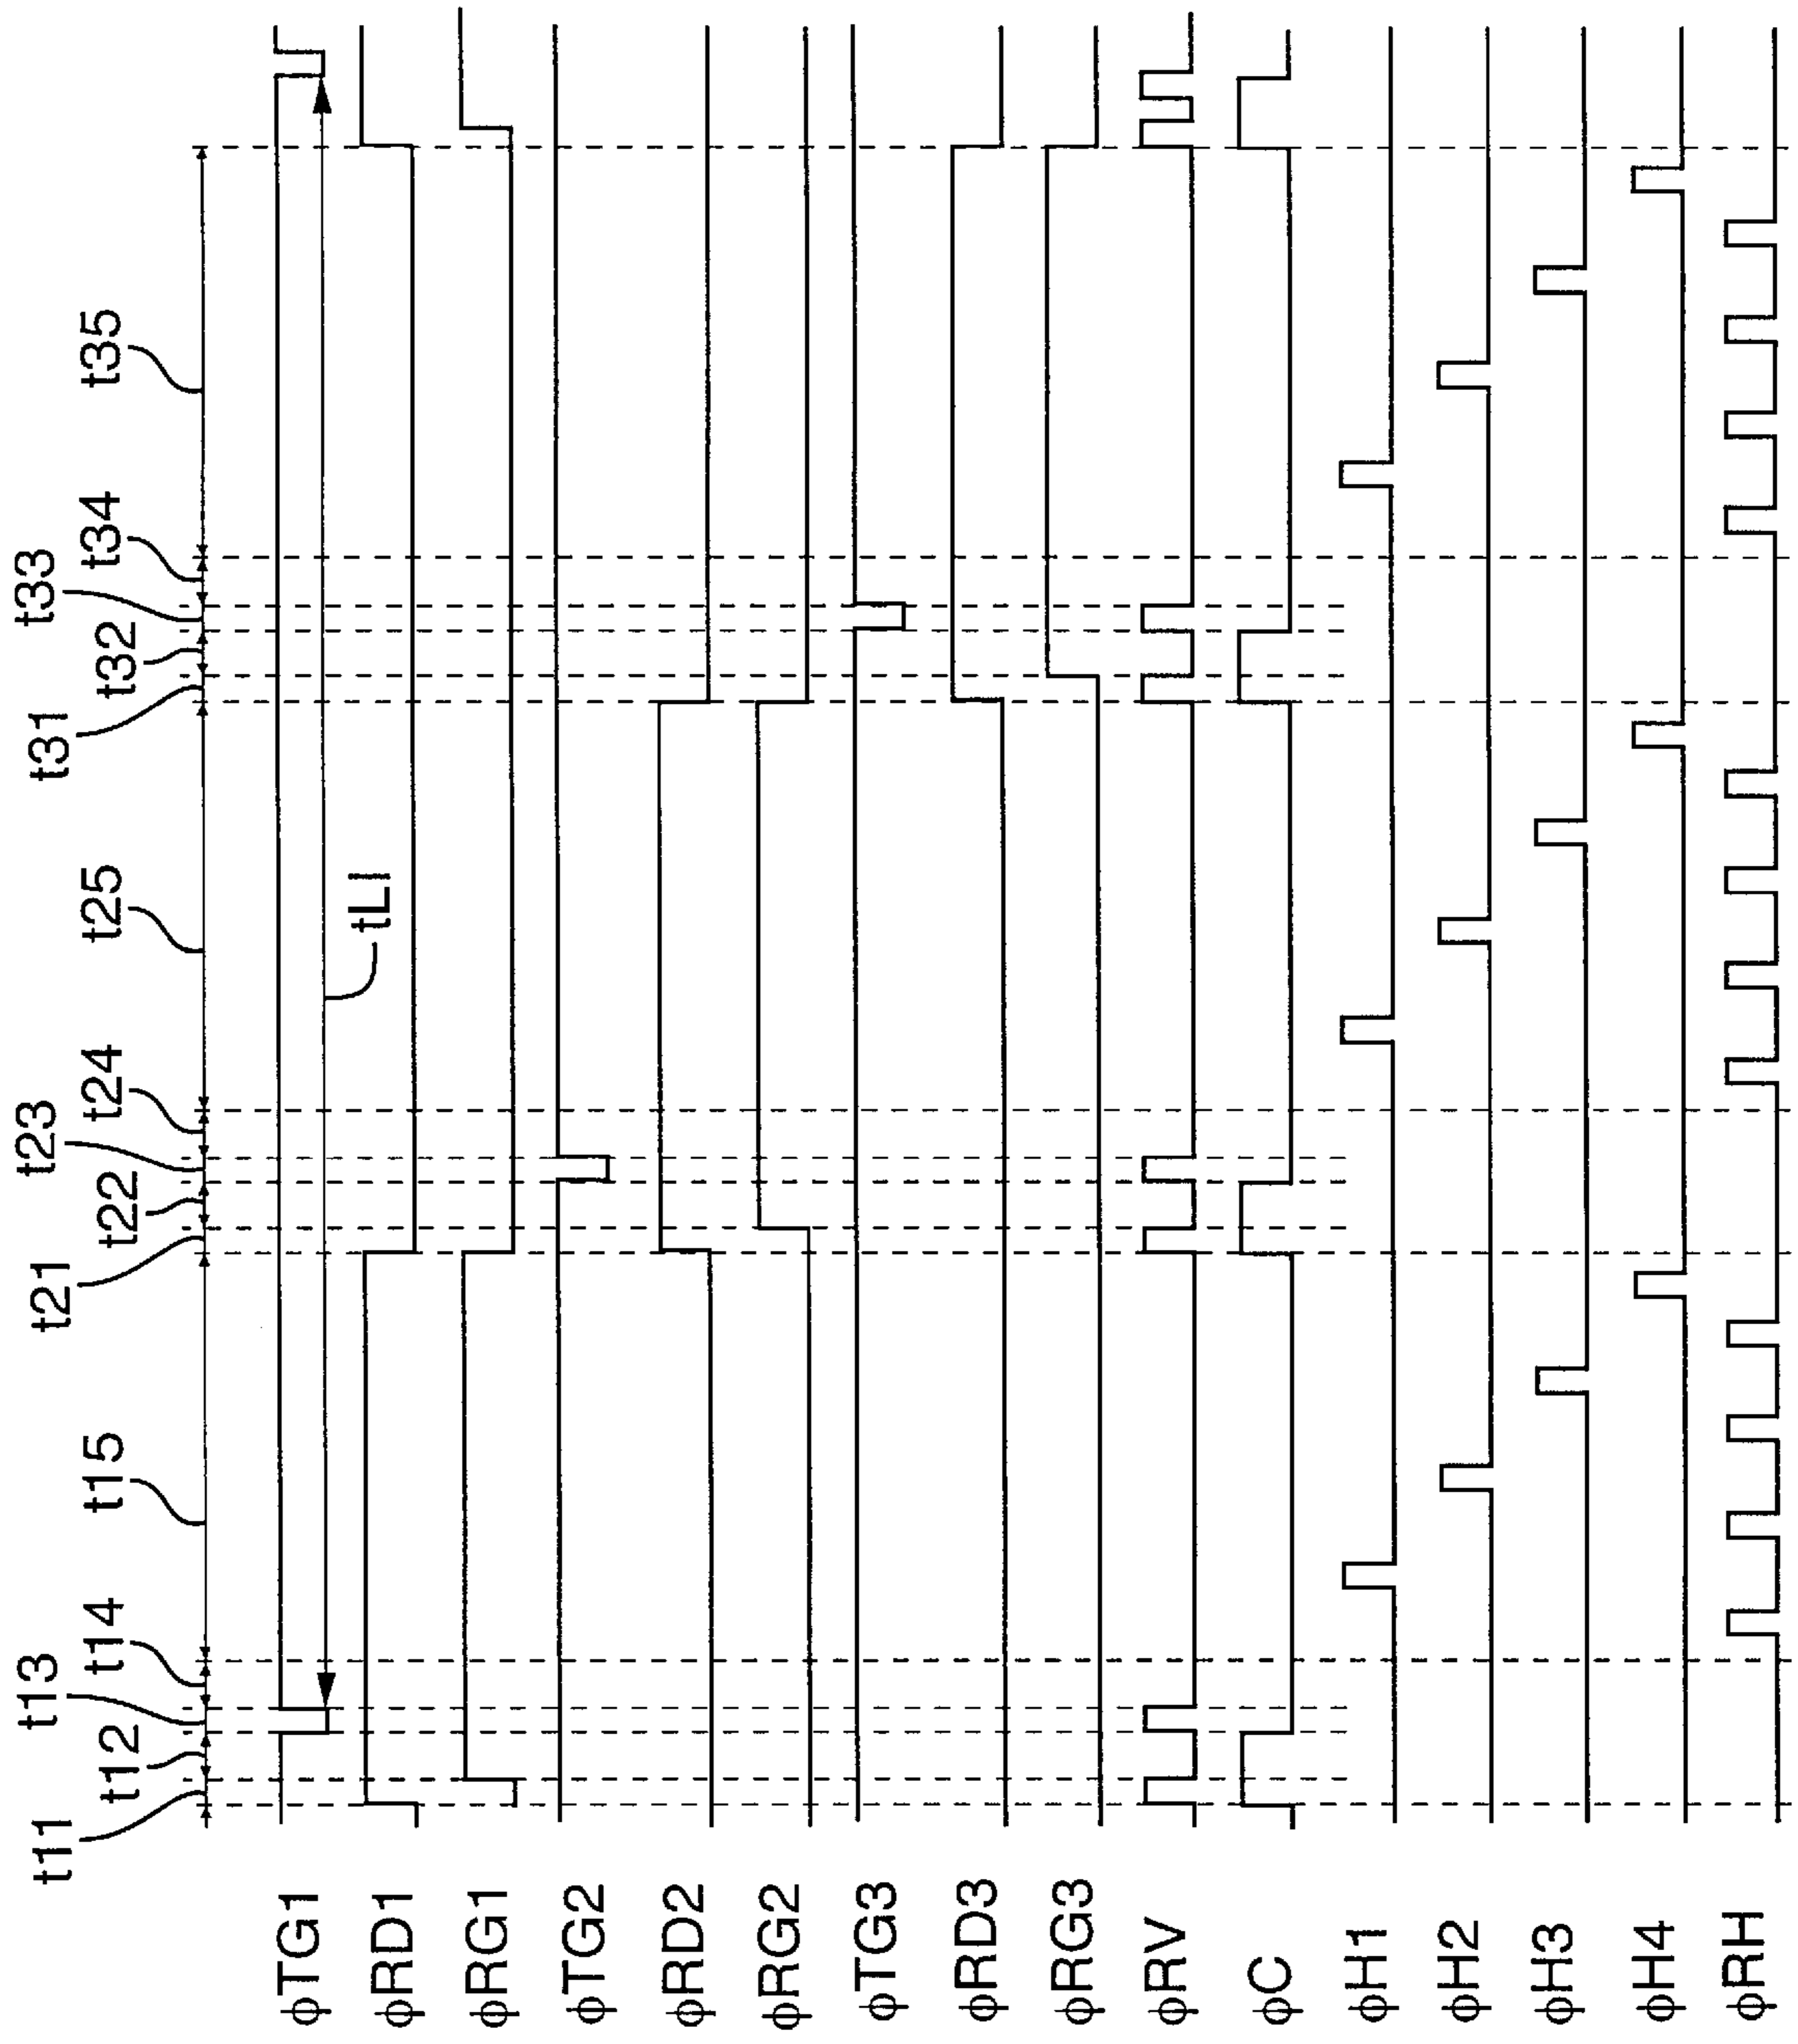 t11
t12
t13
t14
t15
t21
t22
t23
t24
t25
t31
t32
t33
t34
t35
tLI
φTG1
φRD1
φRG1
φTG2
φRD2
φRG2
φTG3
φRD3
φRG3
φRV
φC
φH1
φH2
φH3
φH4
φRH